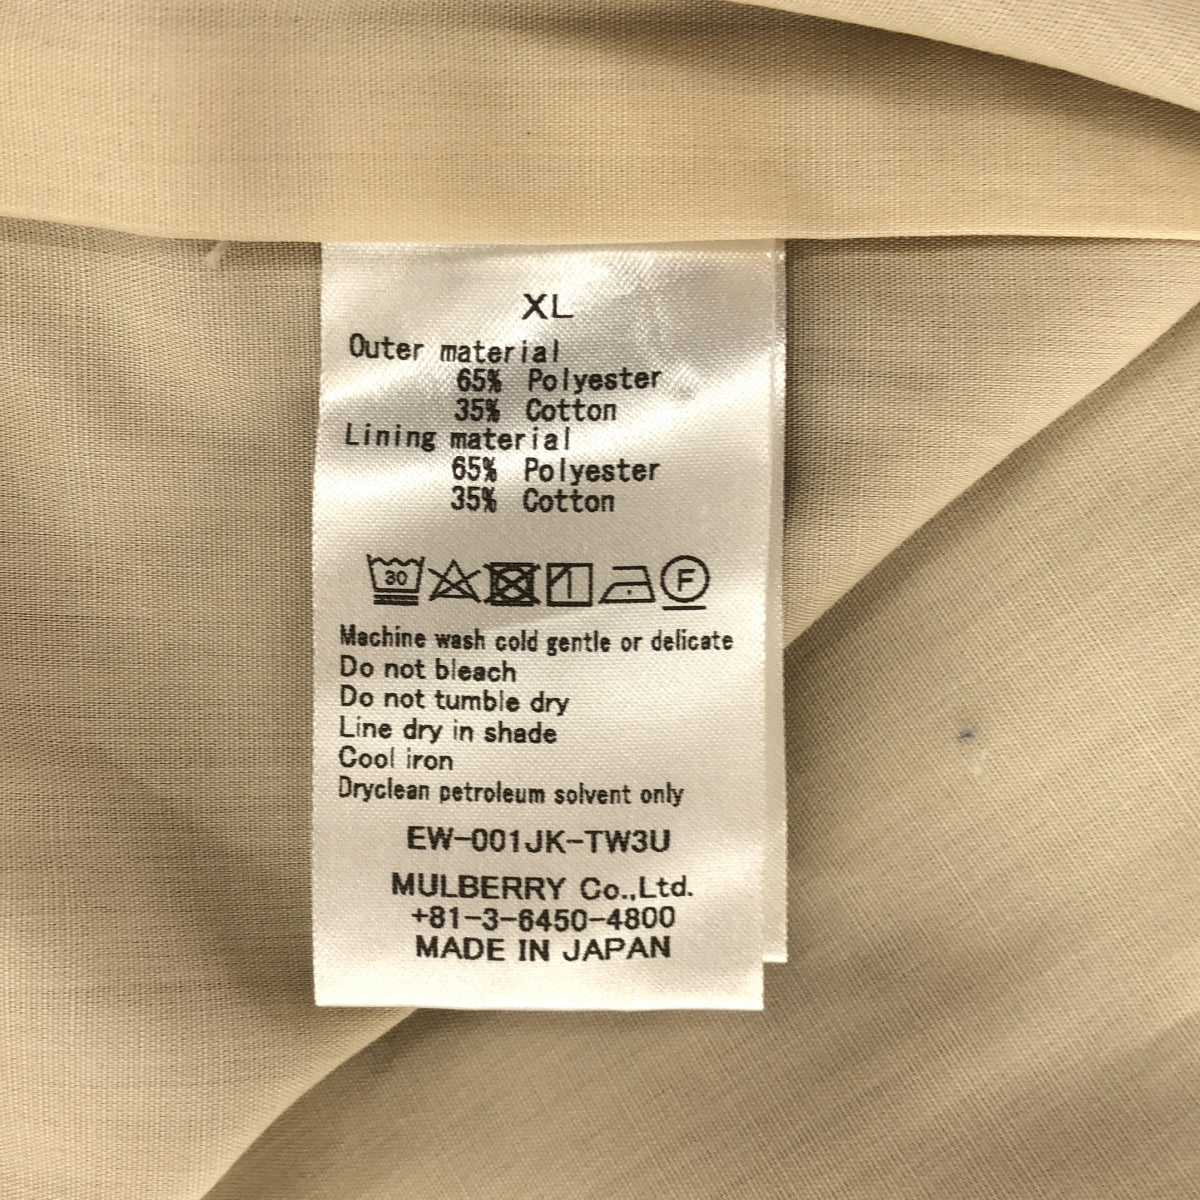 XL
Outer material
65% Polyester
35% Cotton
Lining material
65% Polyester
35% Cotton
30 F
Machine wash cold gentle or delicate
Do not bleach
Do not tumble dry
Line dry in shade
Cool iron
Dryclean petroleum solvent only
EW-001JK-TW3U
MULBERRY Co.,Ltd.
+81-3-6450-4800
MADE IN JAPAN